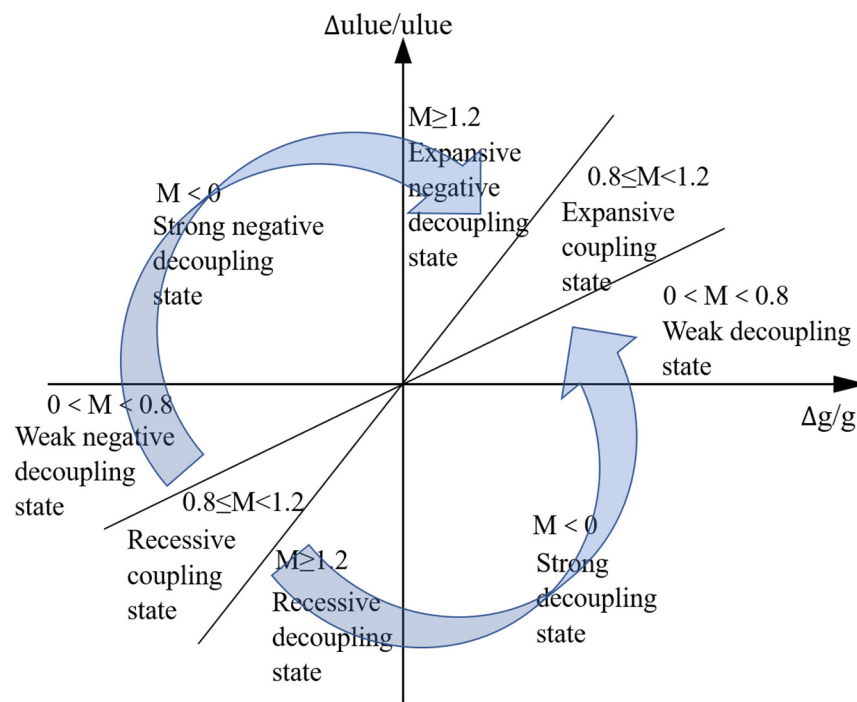 Δulue/ulue
M≥1.2
Expansive
negative
decoupling
state
0.8≤M<1.2
Expansive
coupling
state
M < 0
Strong negative
decoupling
state
0 < M < 0.8
Weak decoupling
state
Δg/g
0 < M < 0.8
Weak negative
decoupling
state
0.8≤M<1.2
Recessive
coupling
state
M≥1.2
Recessive
decoupling
state
M < 0
Strong
decoupling
state